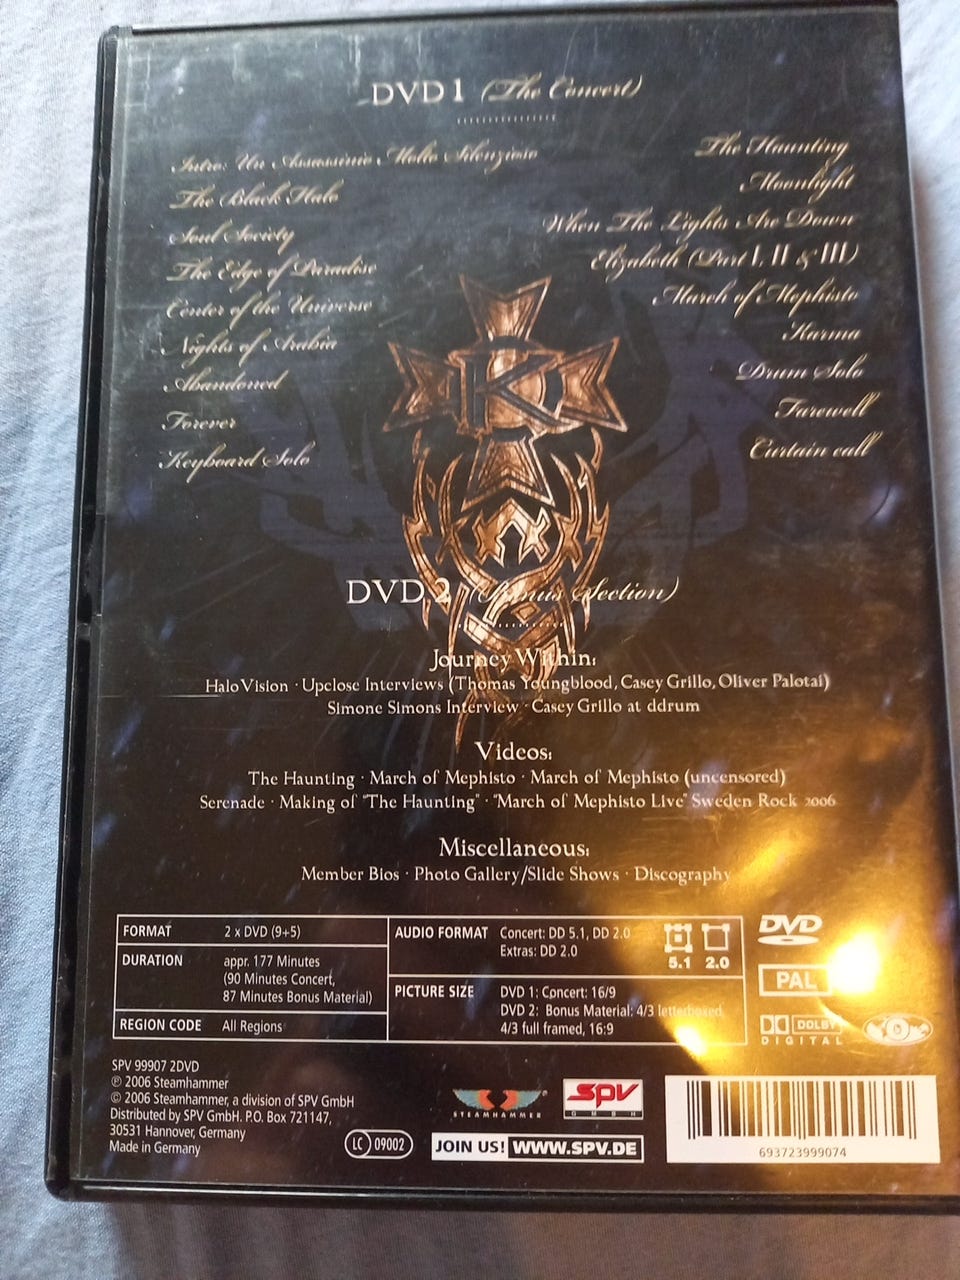 DVD 1 (The Concert)
Intro: Un Assassinio Molto Silenzioso
The Black Halo
Soul Society
The Edge of Paradise
Center of the Universe
Nights of Arabia
Abandoned
Forever
Keyboard Solo
The Haunting
Moonlight
When The Lights Are Down
Elizabeth (Part I, II & III)
March of Mephisto
Karma
Drum Solo
Farewell
Curtain call
K
DVD 2 (Bonus Section)
Journey Within:
Halo Vision · Upclose Interviews (Thomas Youngblood, Casey Grillo, Oliver Palotai)
Simone Simons Interview · Casey Grillo at ddrum
Videos:
The Haunting · March of Mephisto · March of Mephisto (uncensored)
Serenade · Making of "The Haunting" · "March of Mephisto Live" Sweden Rock 2006
Miscellaneous:
Member Bios · Photo Gallery/Slide Shows · Discography
FORMAT 2 x DVD (9+5)
DURATION appr. 177 Minutes
(90 Minutes Concert,
87 Minutes Bonus Material)
REGION CODE All Regions
AUDIO FORMAT Concert: DD 5.1, DD 2.0
Extras: DD 2.0
5.1 2.0
PICTURE SIZE DVD 1: Concert: 16/9
DVD 2: Bonus Material: 4/3 letterboxed,
4/3 full framed, 16:9
DVD
PAL
DOLBY
DIGITAL
SPV 99907 2DVD
℗ 2006 Steamhammer
© 2006 Steamhammer, a division of SPV GmbH
Distributed by SPV GmbH. P.O. Box 721147,
30531 Hannover, Germany
Made in Germany
LC 09002
STEAMHAMMER
SPV
GMBH
JOIN US! WWW.SPV.DE
693723999074